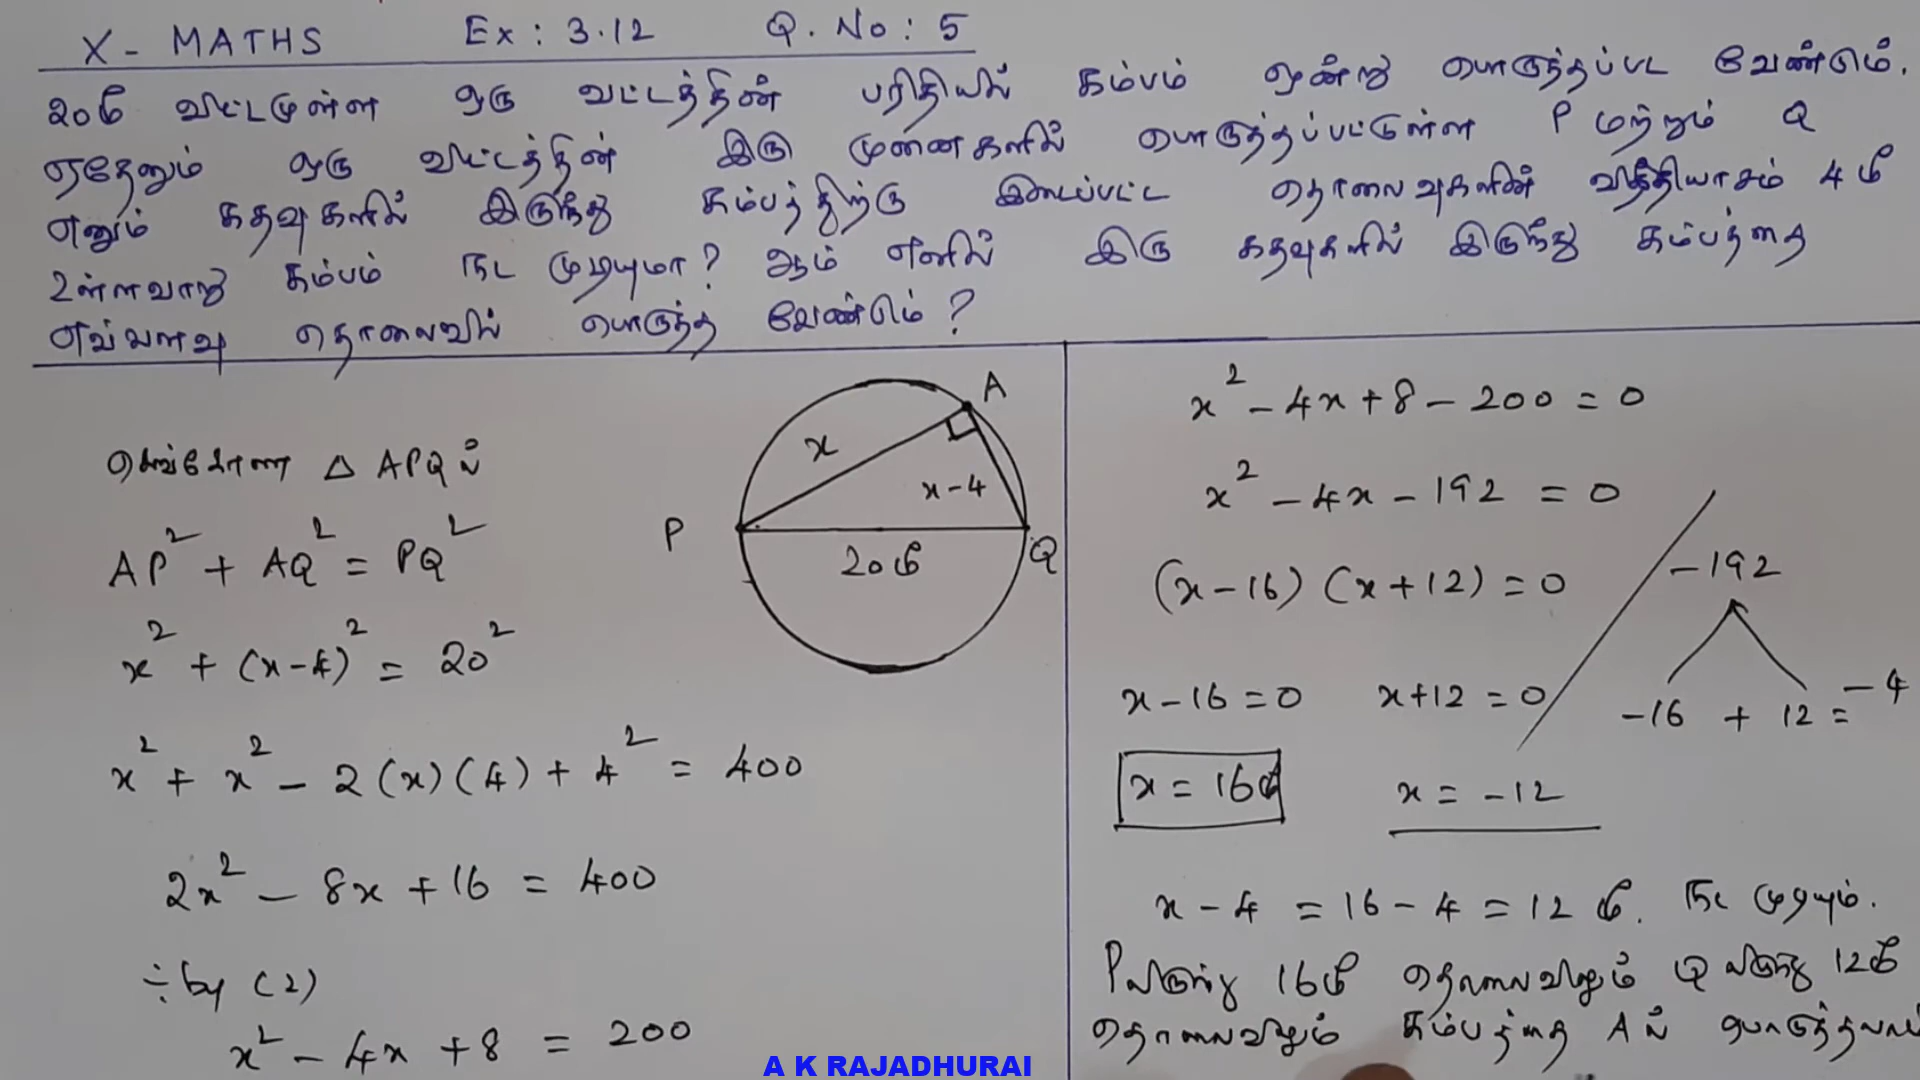 X - MATHS Ex: 3.12 Q. No: 5
20மீ விட்டமுள்ள ஒரு வட்டத்தின் பரிதியில் கம்பம் ஒன்று பொருத்தப்பட வேண்டும்.
ஏதேனும் ஒரு விட்டத்தின் இரு முனைகளில் பொருத்தப்பட்டுள்ள P மற்றும் Q
எனும் கதவுகளில் இருந்து கம்பத்திற்கு இடைப்பட்ட தொலைவுகளின் வித்தியாசம் 4மீ
உள்ளவாறு கம்பம் நட முடியுமா? ஆம் எனில் இரு கதவுகளில் இருந்து கம்பத்தை
எவ்வளவு தொலைவில் பொருத்த வேண்டும்?
செங்கோண △ APQ ல்
AP² + AQ² = PQ²
x² + (x-4)² = 20²
x² + x² - 2(x)(4) + 4² = 400
2x² - 8x + 16 = 400
÷ by (2)
x² - 4x + 8 = 200
A
x
x-4
P
20மீ
Q
x² - 4x + 8 - 200 = 0
x² - 4x - 192 = 0
(x-16) (x+12) = 0
-192
-16 + 12 = -4
x-16 = 0 x+12 = 0
x = 16மீ x = -12
x - 4 = 16 - 4 = 12 மீ. நட முடியும்.
Pலிருந்து 16மீ தொலைவிலும் Qலிருந்து 12மீ
தொலைவிலும் கம்பத்தை A ல் பொருத்தலாம்
A K RAJADHURAI